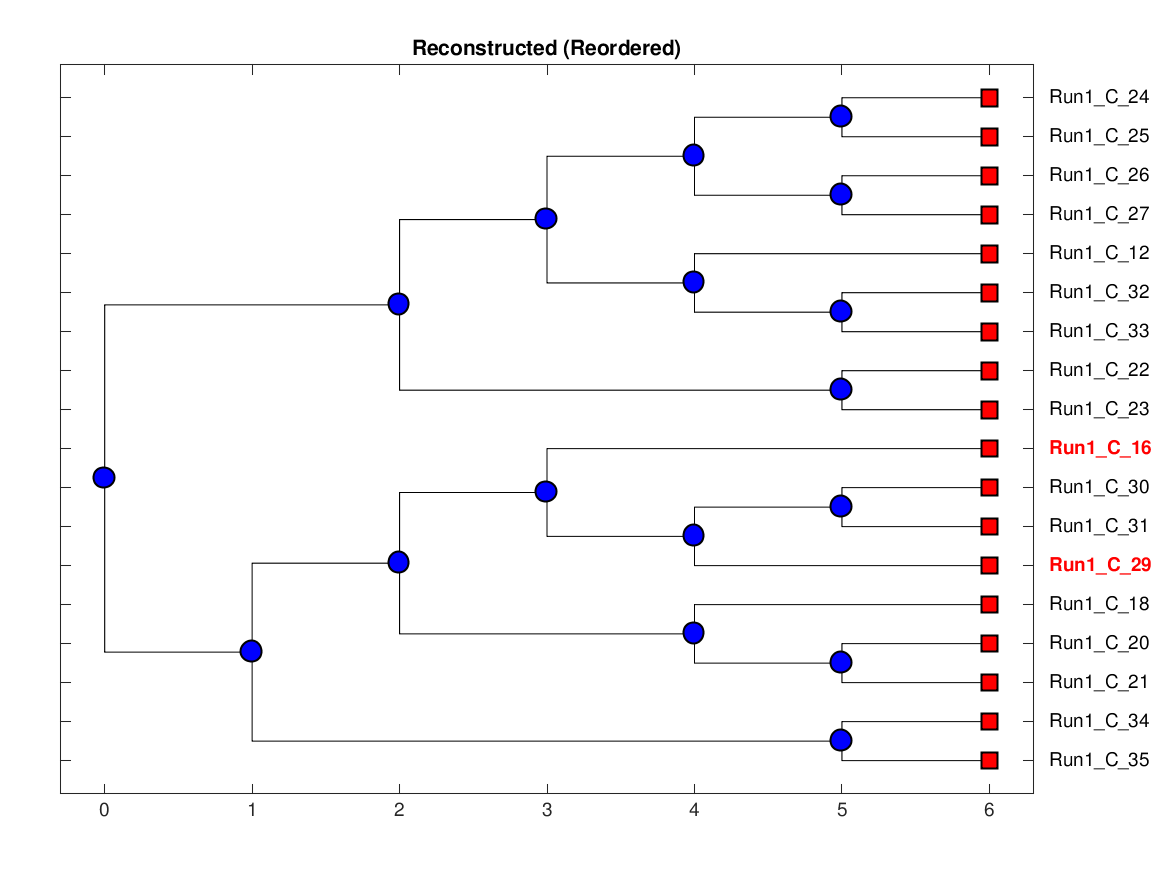 Reconstructed (Reordered)
Run1_C_24
Run1_C_25
Run1_C_26
Run1_C_27
Run1_C_12
Run1_C_32
Run1_C_33
Run1_C_22
Run1_C_23
Run1_C_16
Run1_C_30
Run1_C_31
Run1_C_29
Run1_C_18
Run1_C_20
Run1_C_21
Run1_C_34
Run1_C_35
0 1 2 3 4 5 6